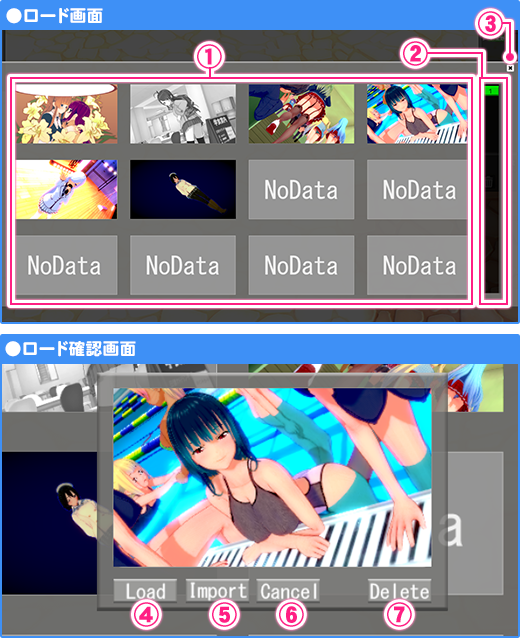 ●ロード画面
③
①
②
NoData
NoData
NoData
NoData
NoData
NoData
●ロード確認画面
a
Load
Import
Cancel
Delete
④
⑤
⑥
⑦